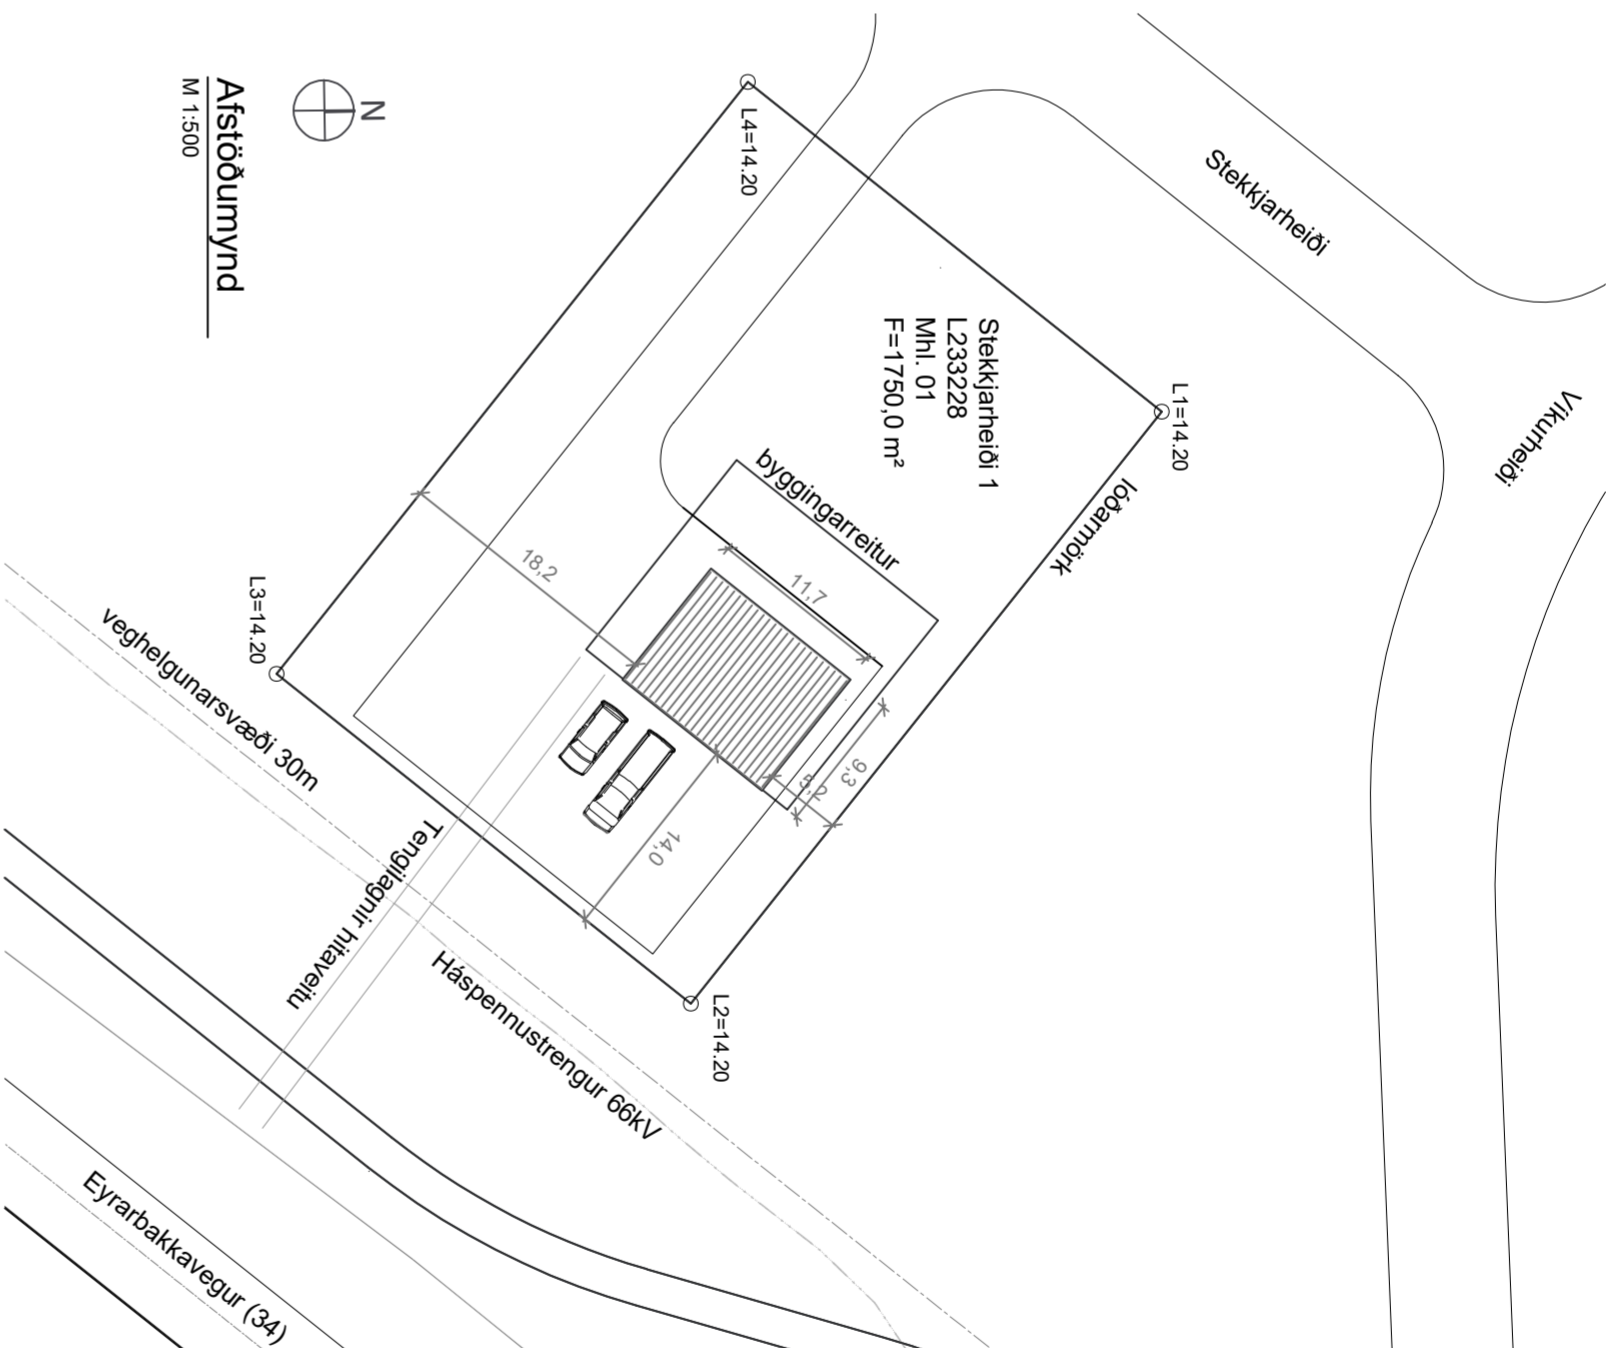 Afstöðumynd
M 1:500
N
Stekkjarheiði
Víkurheiði
L4=14.20
L1=14.20
lóðarmörk
Stekkjarheiði 1
L233228
Mhl. 01
F=1750,0 m²
byggingarreitur
11,7
18,2
9,3
5,2
14,0
L3=14.20
L2=14.20
veghelgunarsvæði 30m
Tengilagnir hitaveitu
Háspennustrengur 66kV
Eyrarbakkavegur (34)